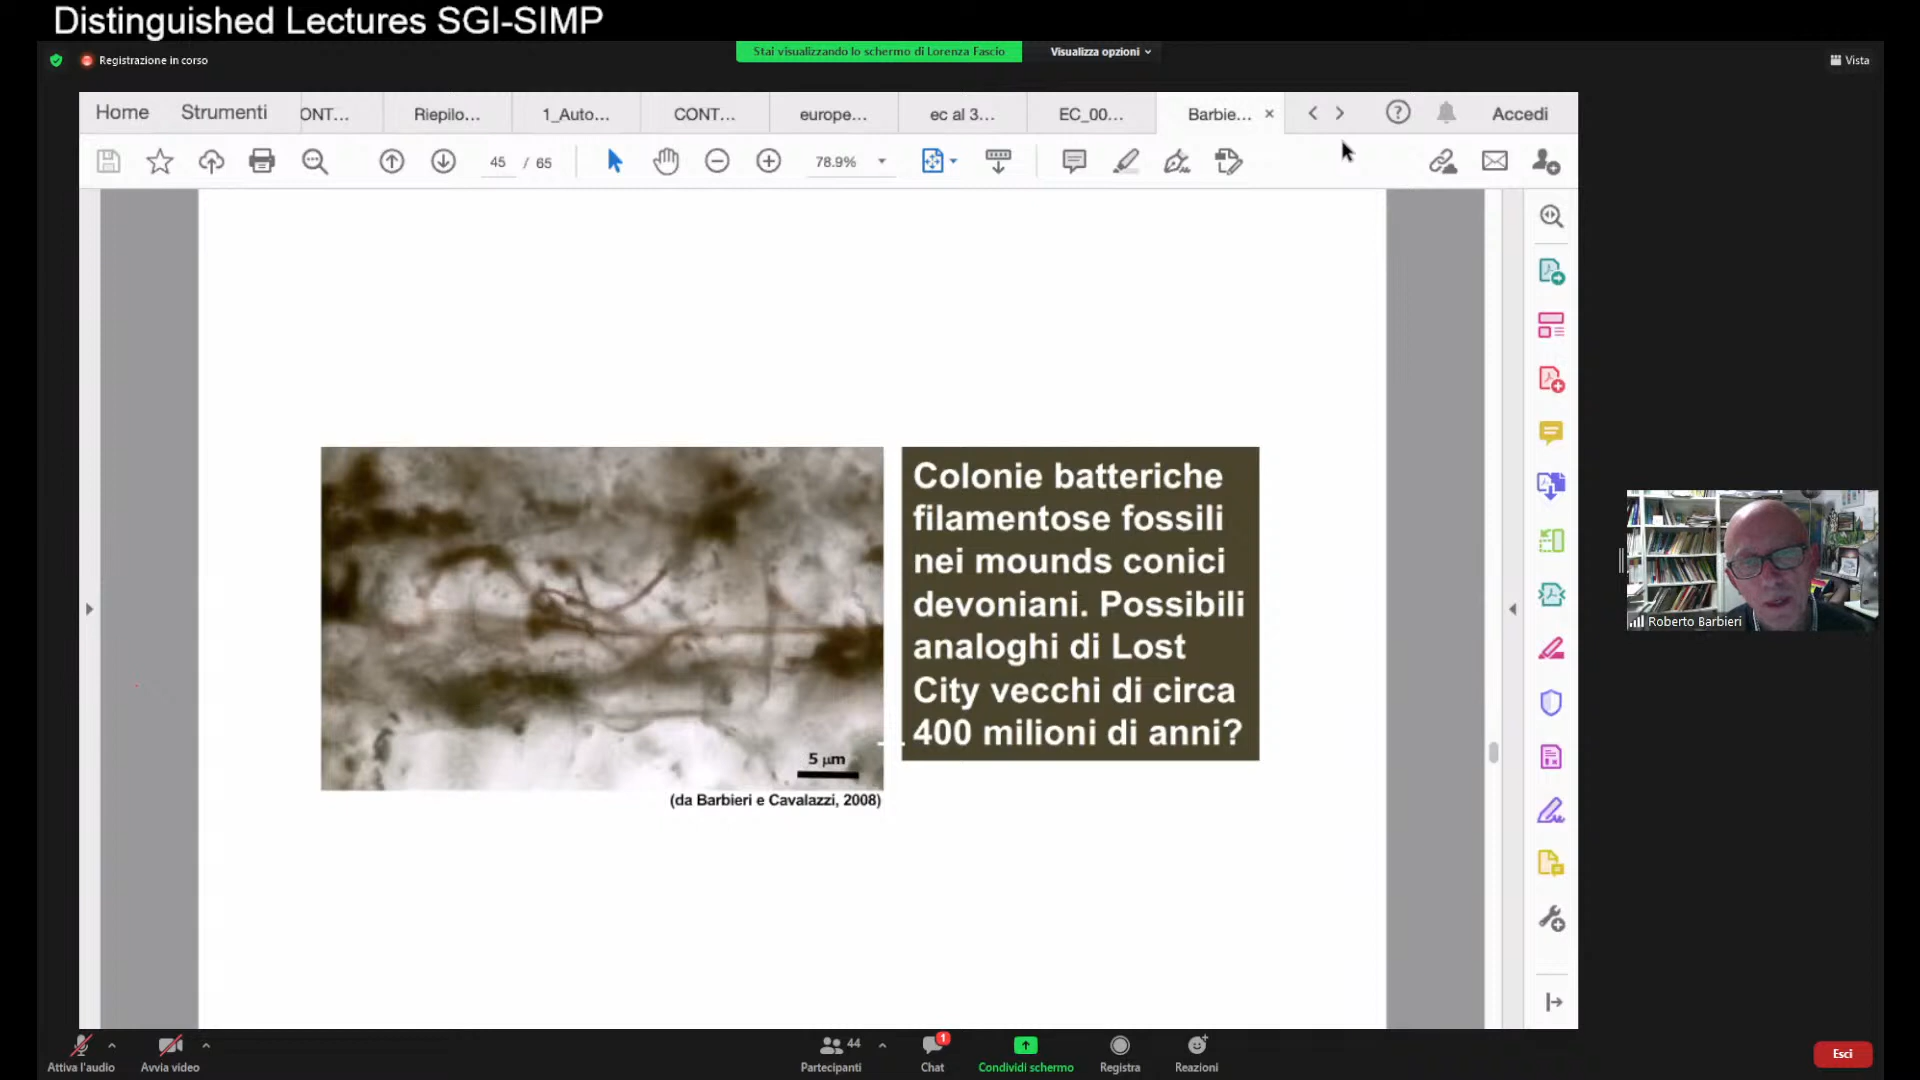 Distinguished Lectures SGI-SIMP
Stai visualizzando lo schermo di Lorenza Fascio
Visualizza opzioni
Registrazione in corso
Vista
Home
Strumenti
ONT...
Riepilo...
1_Auto...
CONT...
europe...
ec al 3...
EC_00...
Barbie...
Accedi
45 / 65
78.9%
Colonie batteriche
filamentose fossili
nei mounds conici
devoniani. Possibili
analoghi di Lost
City vecchi di circa
400 milioni di anni?
5 µm
(da Barbieri e Cavalazzi, 2008)
Roberto Barbieri
Attiva l'audio
Avvia video
44
Partecipanti
1
Chat
Condividi schermo
Registra
Reazioni
Esci